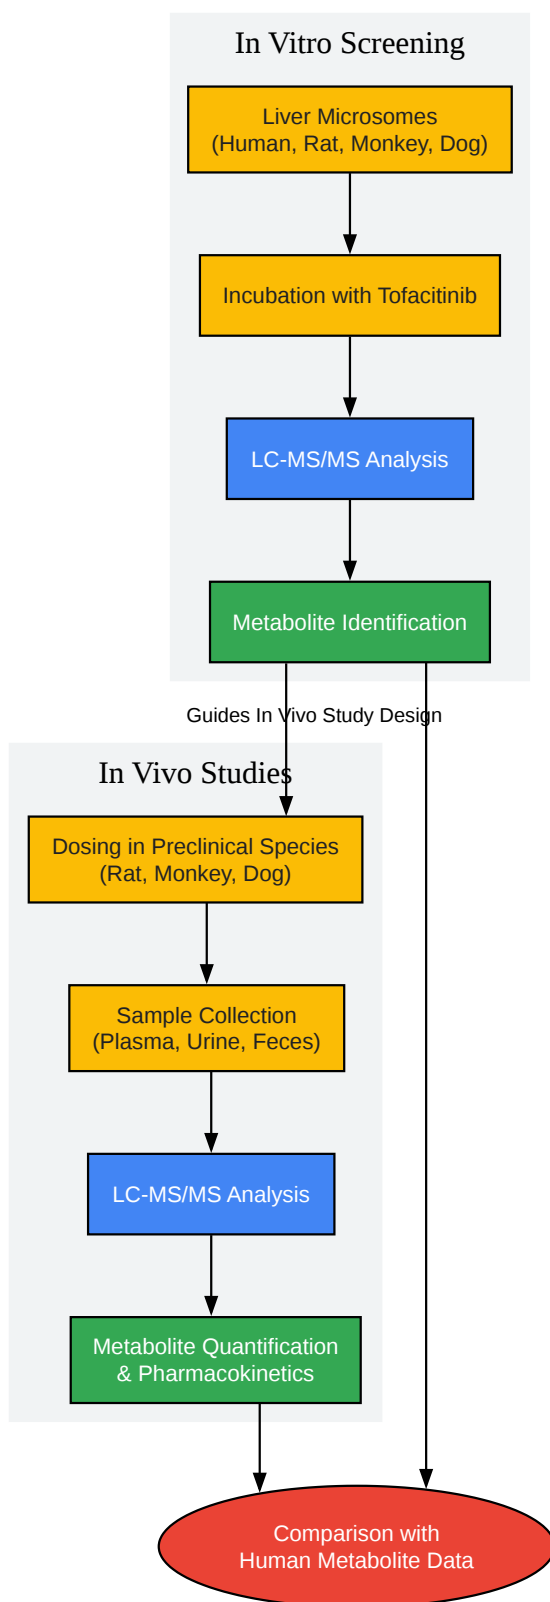 In Vitro Screening
Liver Microsomes
(Human, Rat, Monkey, Dog)
Incubation with Tofacitinib
LC-MS/MS Analysis
Metabolite Identification
Guides In Vivo Study Design
In Vivo Studies
Dosing in Preclinical Species
(Rat, Monkey, Dog)
Sample Collection
(Plasma, Urine, Feces)
LC-MS/MS Analysis
Metabolite Quantification
& Pharmacokinetics
Comparison with
Human Metabolite Data